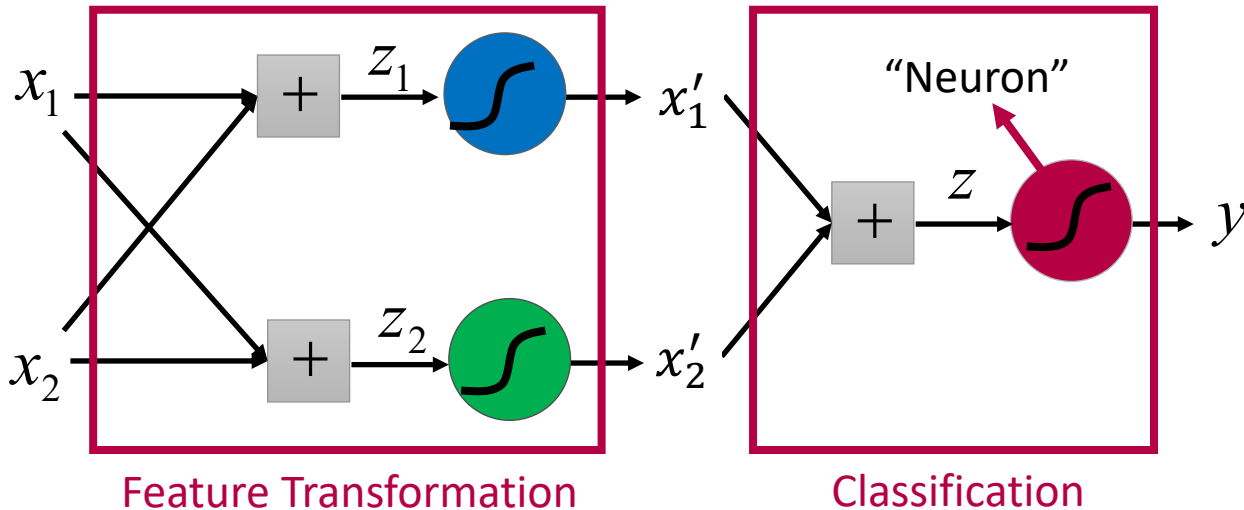 x₁
x₂
+
z₁
+
z₂
x′₁
x′₂
Feature Transformation
“Neuron”
+
z
y
Classification